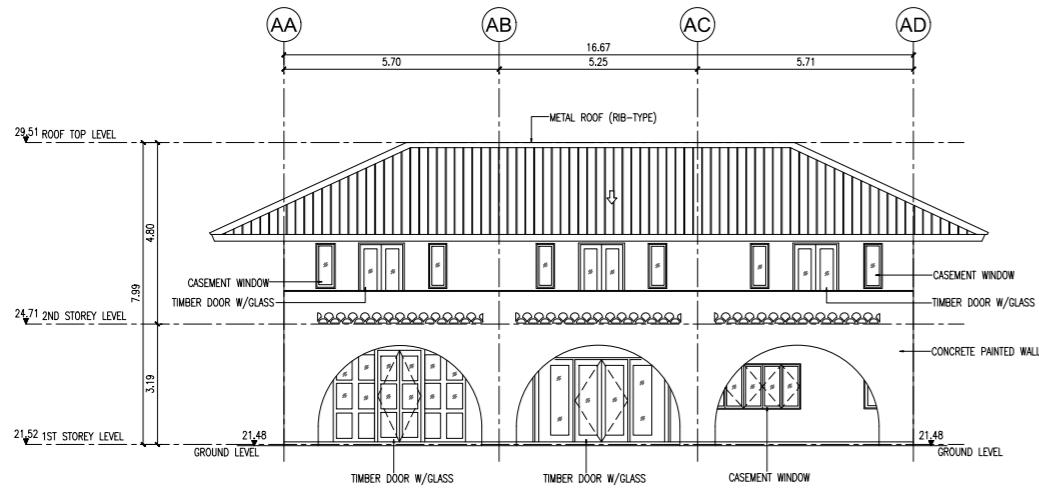 AA AB AC AD
16.67
5.70 5.25 5.71
METAL ROOF (RIB-TYPE)
29.51 ROOF TOP LEVEL
4.80
7.99
CASEMENT WINDOW
CASEMENT WINDOW
TIMBER DOOR W/GLASS
TIMBER DOOR W/GLASS
24.71 2ND STOREY LEVEL
CONCRETE PAINTED WALL
3.19
21.52 1ST STOREY LEVEL
21.48
21.48
GROUND LEVEL
GROUND LEVEL
TIMBER DOOR W/GLASS
TIMBER DOOR W/GLASS
CASEMENT WINDOW